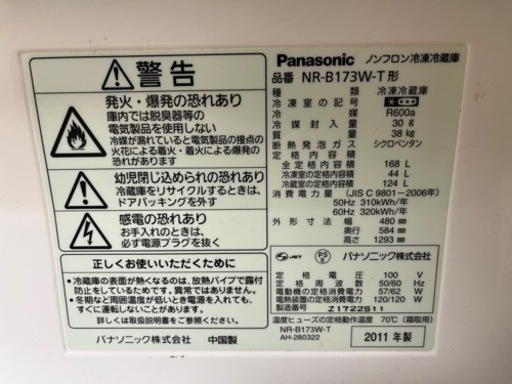 警告
発火・爆発の恐れあり
庫内では脱臭器等の
電気製品を使用しない
冷媒が漏れていると電気製品の接点の
火花による着火・着火による爆発の
恐れあり
幼児閉じ込められの恐れあり
冷蔵庫をリサイクルするときは、
ドアパッキングを外す
感電の恐れあり
お手入れのときは、
必ず電源プラグを抜く
正しくお使いいただくために
●冷蔵庫の表面が熱くなるのは、放熱パイプで露付
防止をしているためで、異常ではありません。
●冬期など周囲温度が低いとき電源を入れても、
すぐに運転しないことがあります。
詳しくは取扱説明書をご覧ください。
パナソニック株式会社 中国製
Panasonic ノンフロン冷凍冷蔵庫
品番 NR-B173W-T形
種類 冷凍冷蔵庫
冷凍室の記号
冷媒 R600a
冷媒封入量 30 g
質量 38 kg
断熱発泡ガス シクロペンタン
定格内容積
全定格内容積 168 L
冷凍室の定格内容積 44 L
冷蔵室の定格内容積 124 L
消費電力量 (JIS C 9801-2006年)
50Hz 310kWh/年
60Hz 320kWh/年
外形寸法 幅 480 mm
奥行 584 mm
高さ 1293 mm
JET PSE パナソニック株式会社
定格電圧 100 V
定格周波数 50/60 Hz
電動機の定格消費電力 57/62 W
電熱装置の定格消費電力 120/120 W
製造番号 Z1722S11
温度ヒューズの定格動作温度 70℃ (霜取用)
NR-B173W-T
AH-280322
2011年製